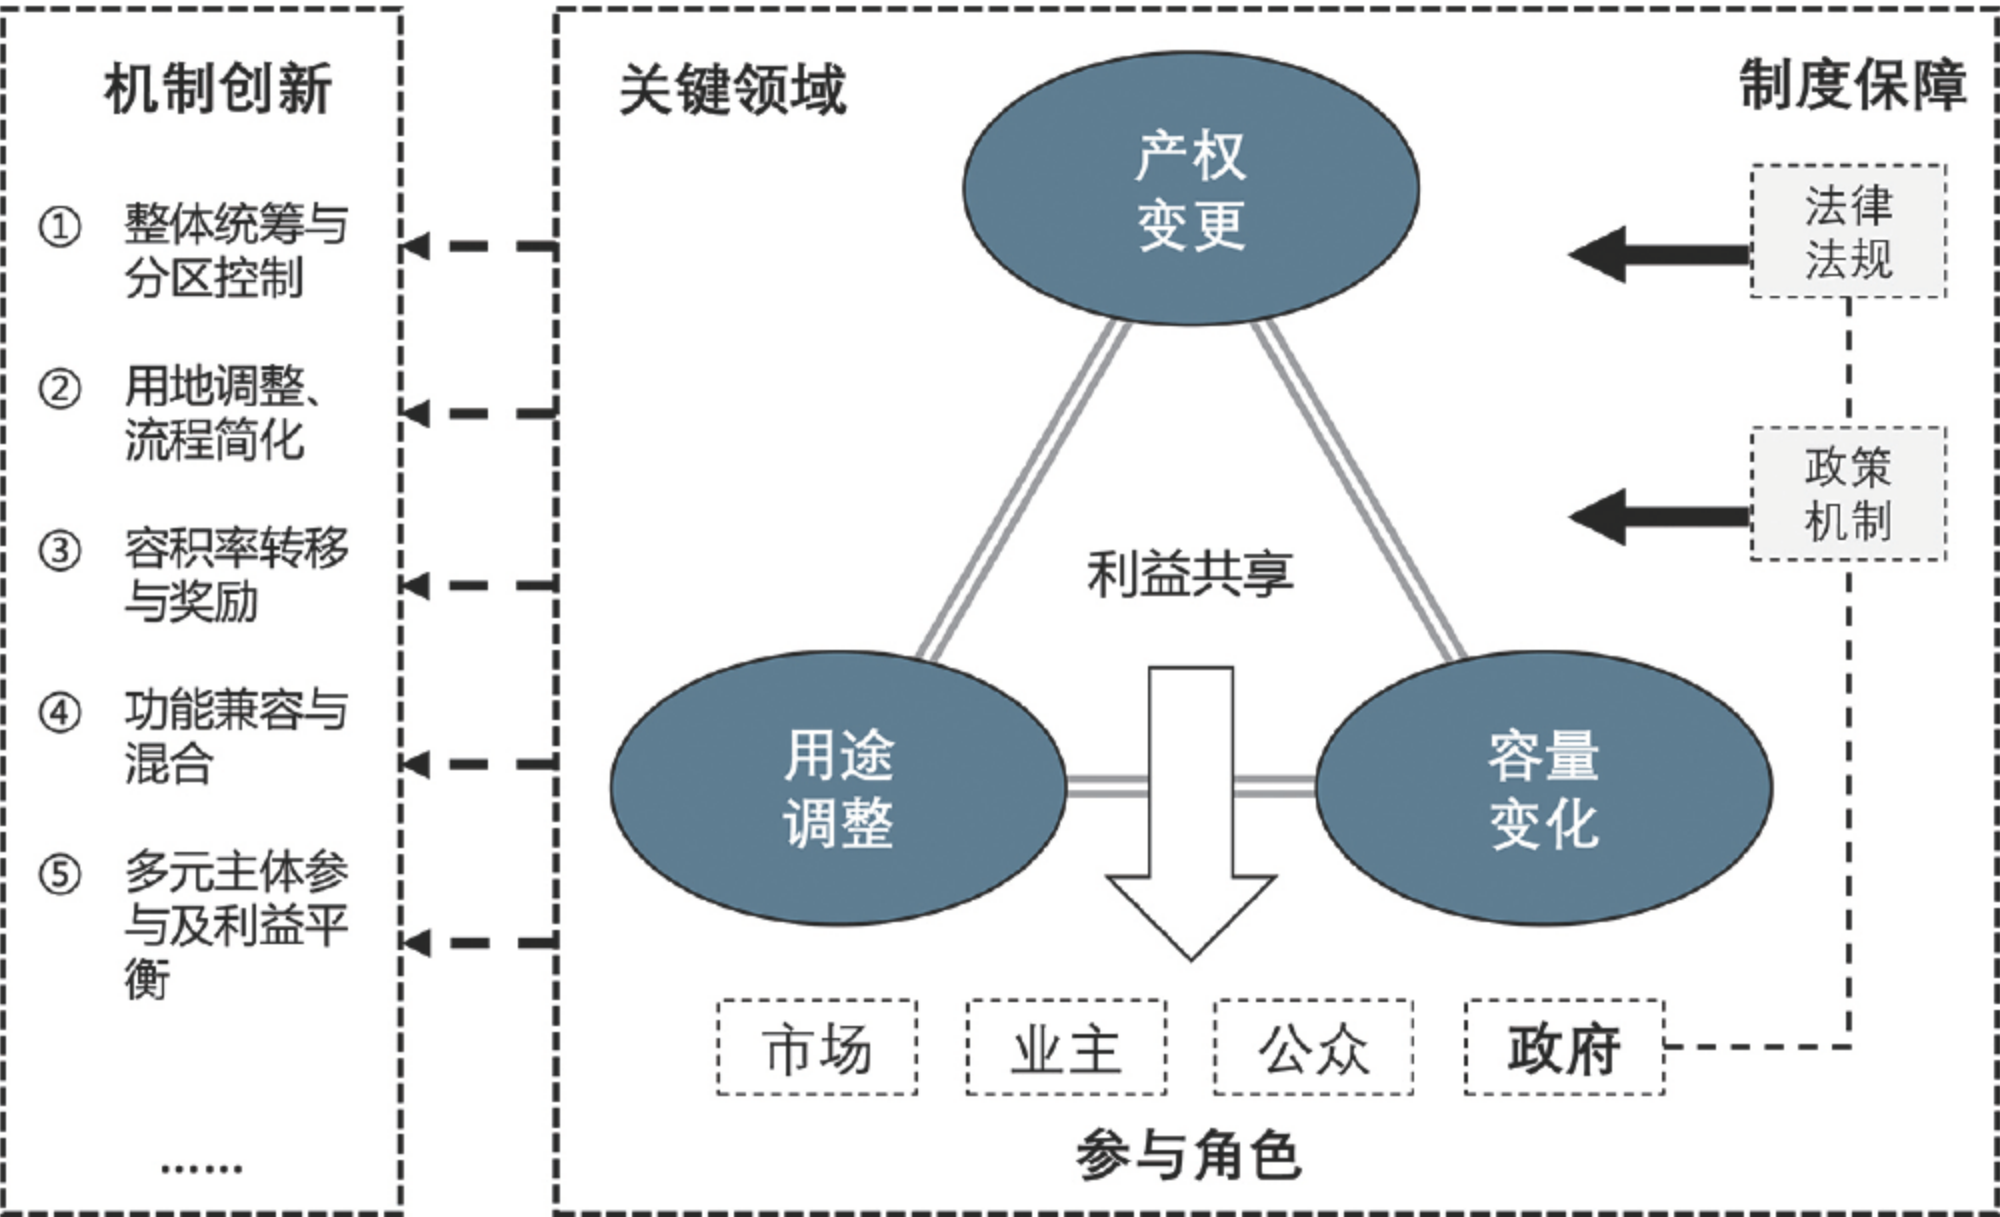 机制创新
① 整体统筹与
分区控制
② 用地调整、
流程简化
③ 容积率转移
与奖励
④ 功能兼容与
混合
⑤ 多元主体参
与及利益平
衡
……
关键领域
产权
变更
利益共享
用途
调整
容量
变化
市场
业主
公众
政府
参与角色
制度保障
法律
法规
政策
机制